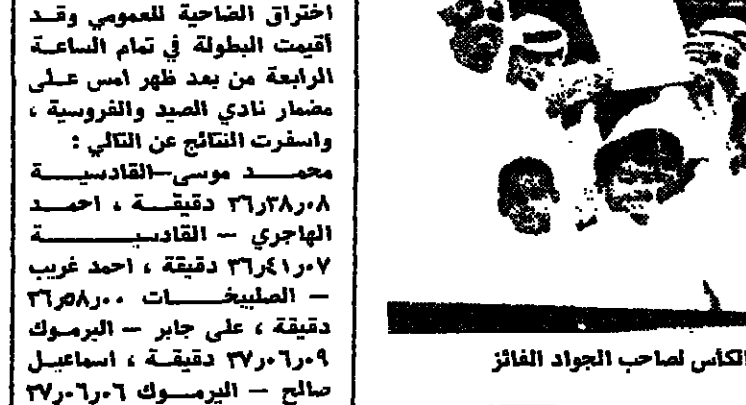 اختراق الضاحية للعمومي وقد
أقيمت البطولة في تمام الساعة
الرابعة من بعد ظهر امس على
مضمار نادي الصيد والفروسية ،
واسفرت النتائج عن التالي :
محمد موسى–القادسية
٣٦٫٣٨٫٠٨ دقيقة ، احمد
الهاجري – القادسية
٣٦٫٤١٫٠٧ دقيقة ، احمد غريب
– الصليبخات ٣٦٫٥٨٫٠٠
دقيقة ، على جابر – اليرموك
٣٧٫٠٦٫٠٩ دقيقة ، اسماعيل
صالح – اليرموك ٣٧٫٠٦٫٠٦
الكأس لصاحب الجواد الفائز